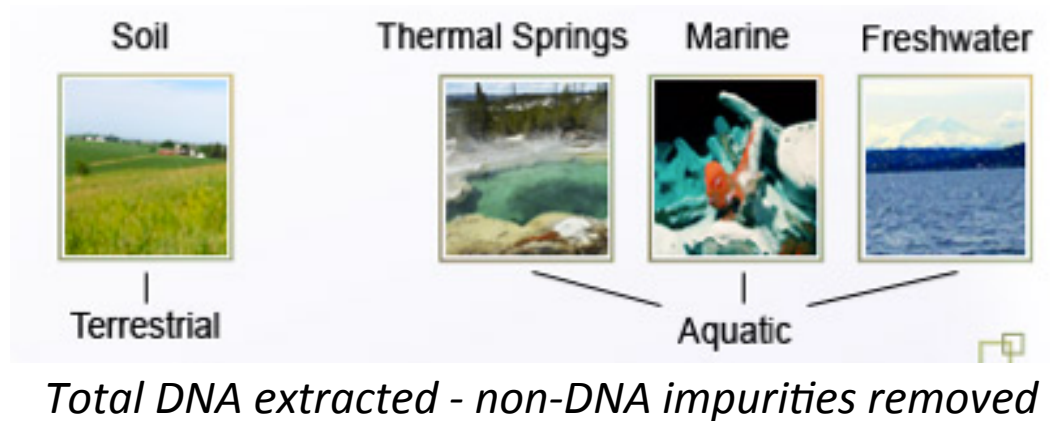 Soil Thermal Springs Marine Freshwater
Terrestrial Aquatic
Total DNA extracted - non-DNA impurities removed